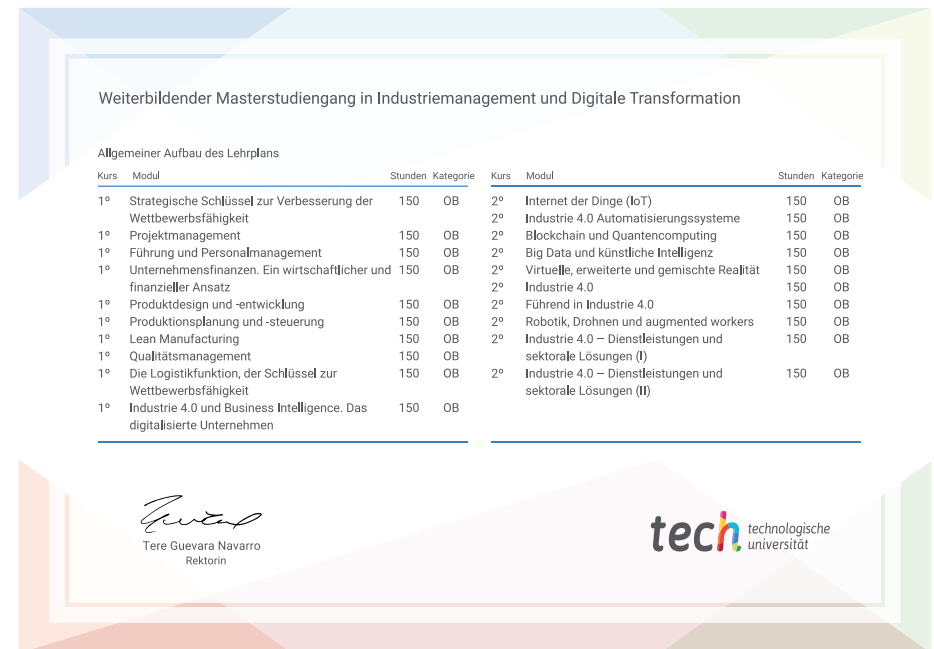 Weiterbildender Masterstudiengang in Industriemanagement und Digitale Transformation
Allgemeiner Aufbau des Lehrplans
Kurs Modul Stunden Kategorie
1º Strategische Schlüssel zur Verbesserung der 150 OB
Wettbewerbsfähigkeit
1º Projektmanagement 150 OB
1º Führung und Personalmanagement 150 OB
1º Unternehmensfinanzen. Ein wirtschaftlicher und 150 OB
finanzieller Ansatz
1º Produktdesign und -entwicklung 150 OB
1º Produktionsplanung und -steuerung 150 OB
1º Lean Manufacturing 150 OB
1º Qualitätsmanagement 150 OB
1º Die Logistikfunktion, der Schlüssel zur 150 OB
Wettbewerbsfähigkeit
1º Industrie 4.0 und Business Intelligence. Das 150 OB
digitalisierte Unternehmen
Kurs Modul Stunden Kategorie
2º Internet der Dinge (IoT) 150 OB
2º Industrie 4.0 Automatisierungssysteme 150 OB
2º Blockchain und Quantencomputing 150 OB
2º Big Data und künstliche Intelligenz 150 OB
2º Virtuelle, erweiterte und gemischte Realität 150 OB
2º Industrie 4.0 150 OB
2º Führend in Industrie 4.0 150 OB
2º Robotik, Drohnen und augmented workers 150 OB
2º Industrie 4.0 – Dienstleistungen und 150 OB
sektorale Lösungen (I)
2º Industrie 4.0 – Dienstleistungen und 150 OB
sektorale Lösungen (II)
Tere Guevara Navarro
Rektorin
tech technologische
universität